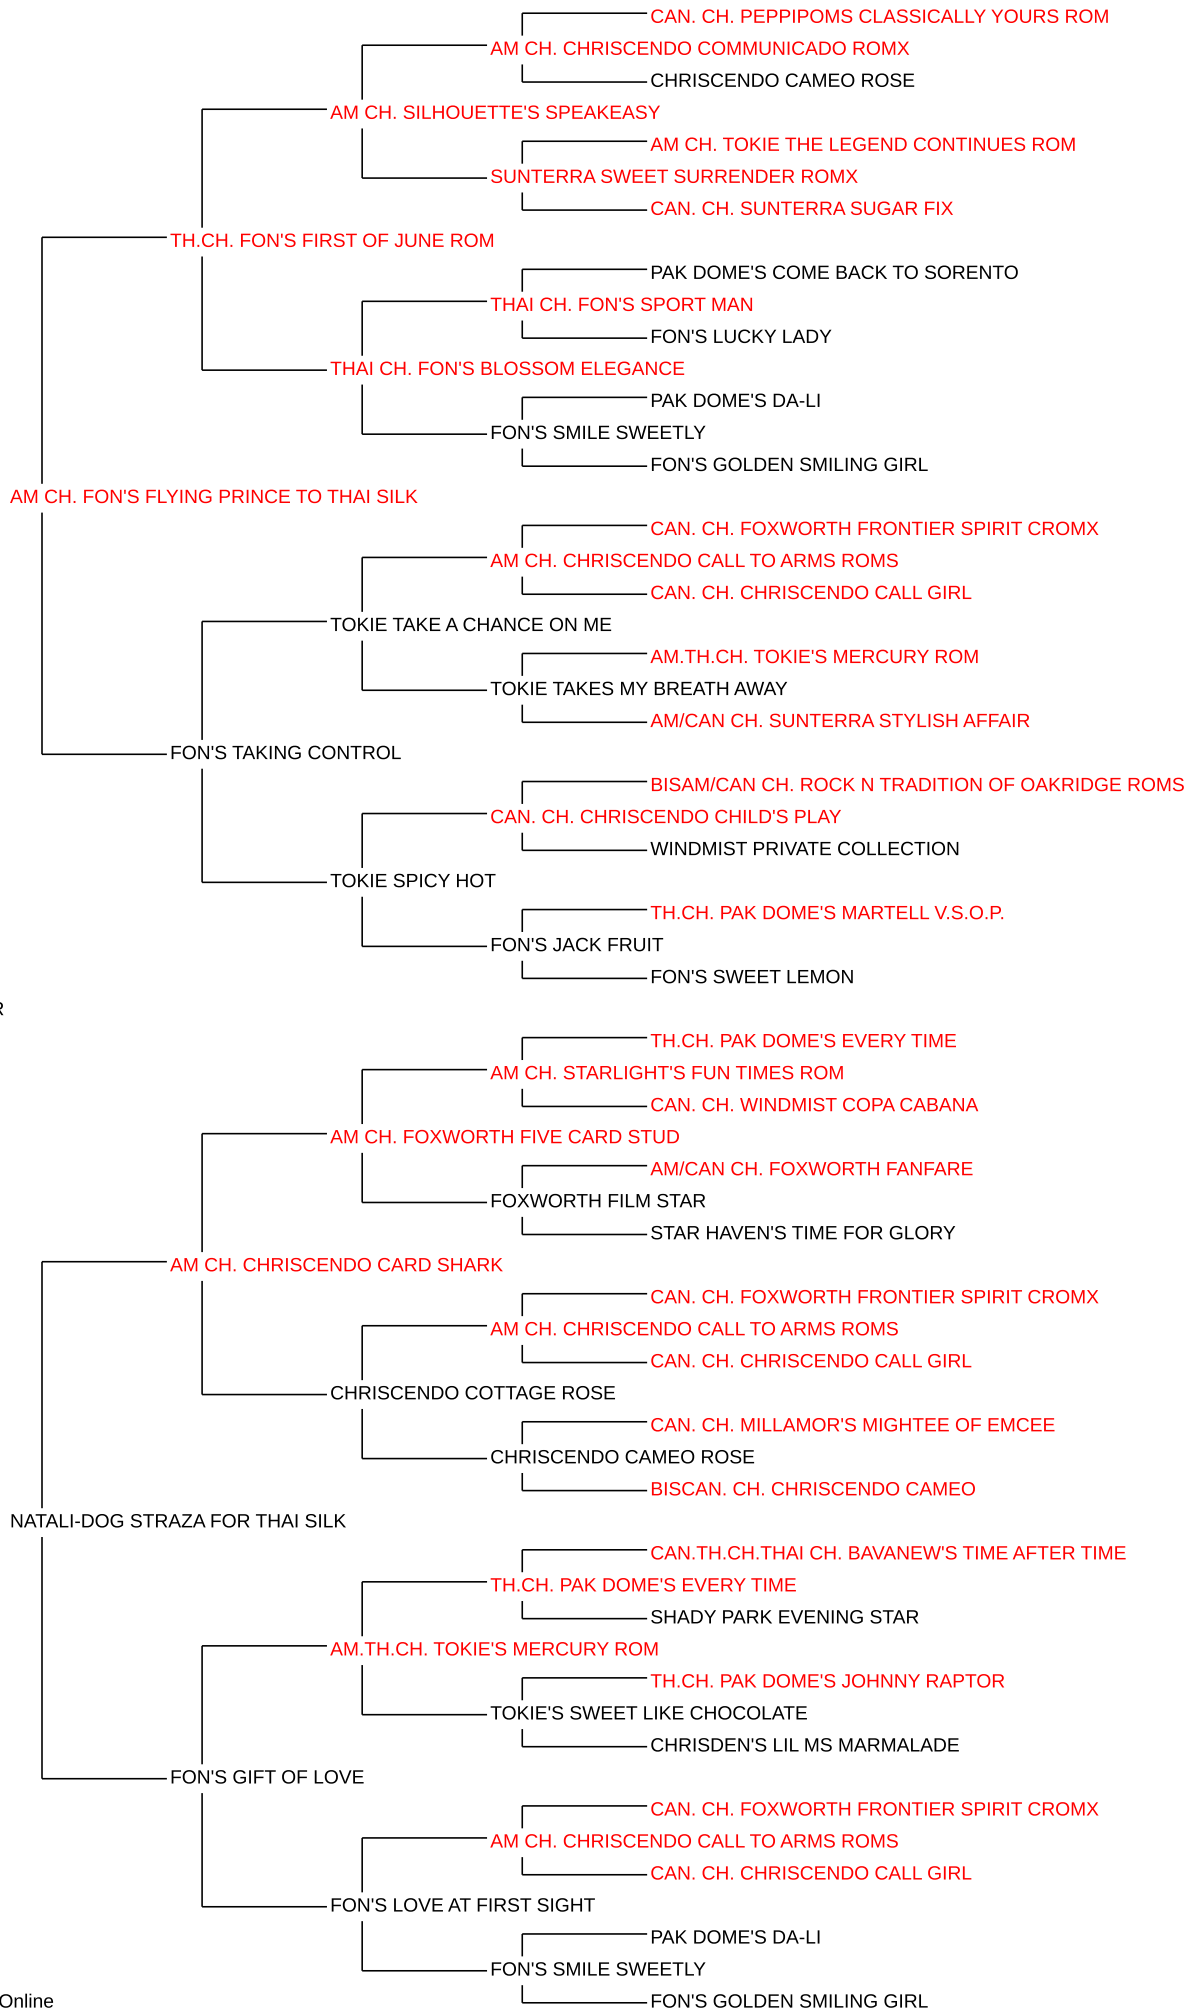 CAN. CH. PEPPIPOMS CLASSICALLY YOURS ROM
AM CH. CHRISCENDO COMMUNICADO ROMX
CHRISCENDO CAMEO ROSE
AM CH. SILHOUETTE'S SPEAKEASY
AM CH. TOKIE THE LEGEND CONTINUES ROM
SUNTERRA SWEET SURRENDER ROMX
CAN. CH. SUNTERRA SUGAR FIX
TH.CH. FON'S FIRST OF JUNE ROM
PAK DOME'S COME BACK TO SORENTO
THAI CH. FON'S SPORT MAN
FON'S LUCKY LADY
THAI CH. FON'S BLOSSOM ELEGANCE
PAK DOME'S DA-LI
FON'S SMILE SWEETLY
FON'S GOLDEN SMILING GIRL
AM CH. FON'S FLYING PRINCE TO THAI SILK
CAN. CH. FOXWORTH FRONTIER SPIRIT CROMX
AM CH. CHRISCENDO CALL TO ARMS ROMS
CAN. CH. CHRISCENDO CALL GIRL
TOKIE TAKE A CHANCE ON ME
AM.TH.CH. TOKIE'S MERCURY ROM
TOKIE TAKES MY BREATH AWAY
AM/CAN CH. SUNTERRA STYLISH AFFAIR
FON'S TAKING CONTROL
BISAM/CAN CH. ROCK N TRADITION OF OAKRIDGE ROMS
CAN. CH. CHRISCENDO CHILD'S PLAY
WINDMIST PRIVATE COLLECTION
TOKIE SPICY HOT
TH.CH. PAK DOME'S MARTELL V.S.O.P.
FON'S JACK FRUIT
FON'S SWEET LEMON
R
TH.CH. PAK DOME'S EVERY TIME
AM CH. STARLIGHT'S FUN TIMES ROM
CAN. CH. WINDMIST COPA CABANA
AM CH. FOXWORTH FIVE CARD STUD
AM/CAN CH. FOXWORTH FANFARE
FOXWORTH FILM STAR
STAR HAVEN'S TIME FOR GLORY
AM CH. CHRISCENDO CARD SHARK
CAN. CH. FOXWORTH FRONTIER SPIRIT CROMX
AM CH. CHRISCENDO CALL TO ARMS ROMS
CAN. CH. CHRISCENDO CALL GIRL
CHRISCENDO COTTAGE ROSE
CAN. CH. MILLAMOR'S MIGHTEE OF EMCEE
CHRISCENDO CAMEO ROSE
BISCAN. CH. CHRISCENDO CAMEO
NATALI-DOG STRAZA FOR THAI SILK
CAN.TH.CH.THAI CH. BAVANEW'S TIME AFTER TIME
TH.CH. PAK DOME'S EVERY TIME
SHADY PARK EVENING STAR
AM.TH.CH. TOKIE'S MERCURY ROM
TH.CH. PAK DOME'S JOHNNY RAPTOR
TOKIE'S SWEET LIKE CHOCOLATE
CHRISDEN'S LIL MS MARMALADE
FON'S GIFT OF LOVE
CAN. CH. FOXWORTH FRONTIER SPIRIT CROMX
AM CH. CHRISCENDO CALL TO ARMS ROMS
CAN. CH. CHRISCENDO CALL GIRL
FON'S LOVE AT FIRST SIGHT
PAK DOME'S DA-LI
FON'S SMILE SWEETLY
FON'S GOLDEN SMILING GIRL
Online